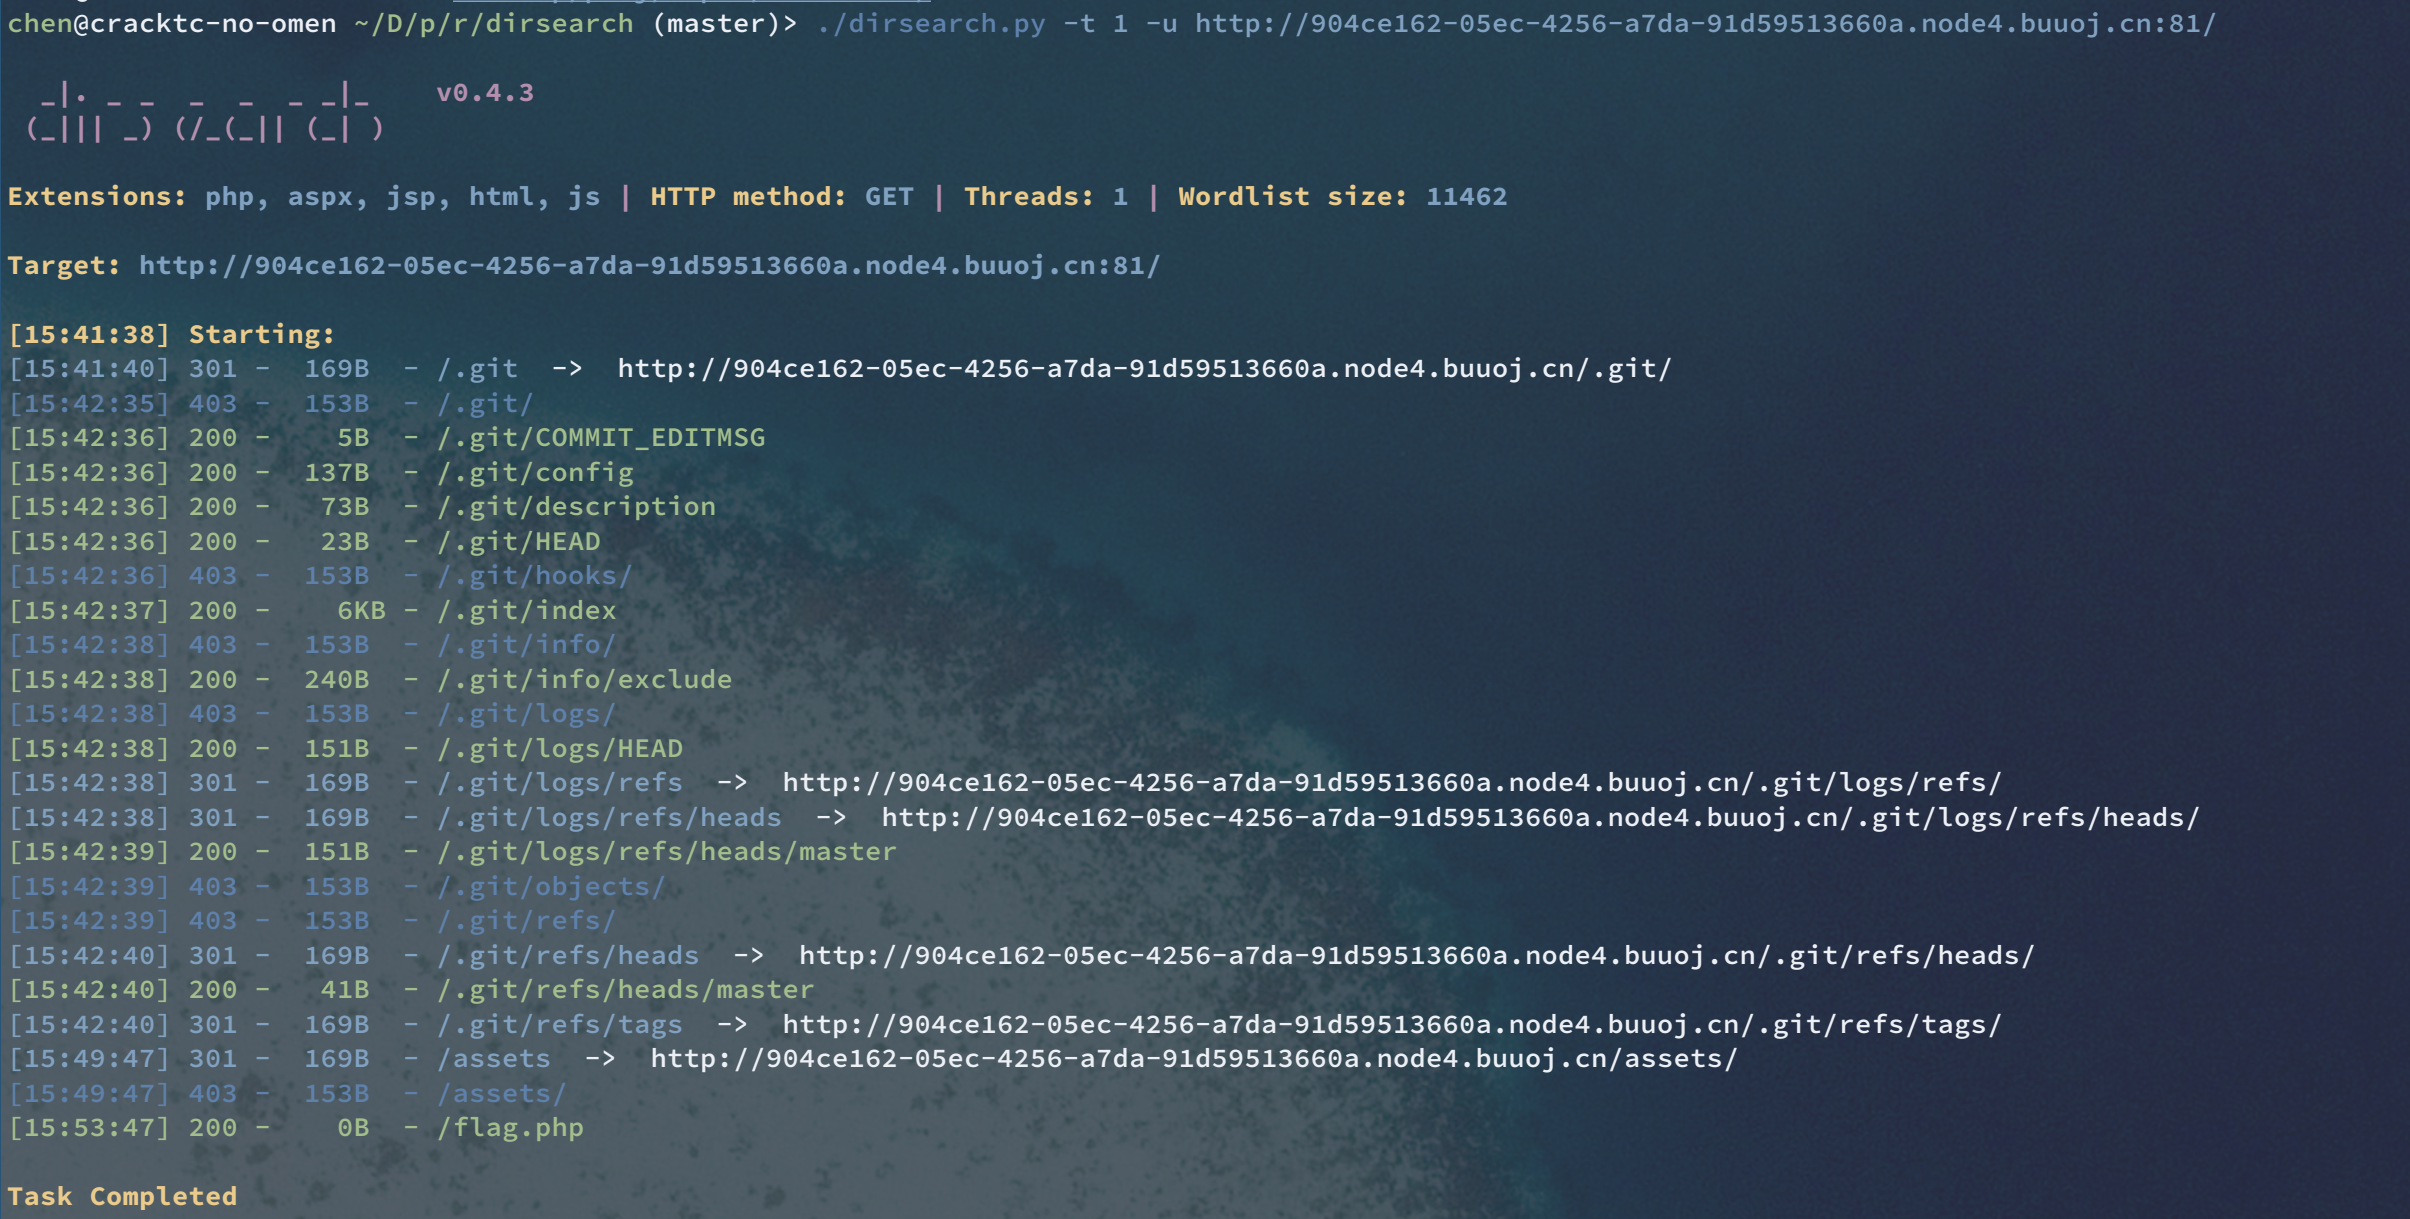 chen@cracktc-no-omen ~/D/p/r/dirsearch (master)> ./dirsearch.py -t 1 -u http://904ce162-05ec-4256-a7da-91d59513660a.node4.buuoj.cn:81/
  _|. _ _  _  _  _ _|_    v0.4.3
 (_||| _) (/_(_|| (_| )
Extensions: php, aspx, jsp, html, js | HTTP method: GET | Threads: 1 | Wordlist size: 11462
Target: http://904ce162-05ec-4256-a7da-91d59513660a.node4.buuoj.cn:81/
[15:41:38] Starting:
[15:41:40] 301 -  169B  - /.git  ->  http://904ce162-05ec-4256-a7da-91d59513660a.node4.buuoj.cn/.git/
[15:42:35] 403 -  153B  - /.git/
[15:42:36] 200 -    5B  - /.git/COMMIT_EDITMSG
[15:42:36] 200 -  137B  - /.git/config
[15:42:36] 200 -   73B  - /.git/description
[15:42:36] 200 -   23B  - /.git/HEAD
[15:42:36] 403 -  153B  - /.git/hooks/
[15:42:37] 200 -    6KB - /.git/index
[15:42:38] 403 -  153B  - /.git/info/
[15:42:38] 200 -  240B  - /.git/info/exclude
[15:42:38] 403 -  153B  - /.git/logs/
[15:42:38] 200 -  151B  - /.git/logs/HEAD
[15:42:38] 301 -  169B  - /.git/logs/refs  ->  http://904ce162-05ec-4256-a7da-91d59513660a.node4.buuoj.cn/.git/logs/refs/
[15:42:38] 301 -  169B  - /.git/logs/refs/heads  ->  http://904ce162-05ec-4256-a7da-91d59513660a.node4.buuoj.cn/.git/logs/refs/heads/
[15:42:39] 200 -  151B  - /.git/logs/refs/heads/master
[15:42:39] 403 -  153B  - /.git/objects/
[15:42:39] 403 -  153B  - /.git/refs/
[15:42:40] 301 -  169B  - /.git/refs/heads  ->  http://904ce162-05ec-4256-a7da-91d59513660a.node4.buuoj.cn/.git/refs/heads/
[15:42:40] 200 -   41B  - /.git/refs/heads/master
[15:42:40] 301 -  169B  - /.git/refs/tags  ->  http://904ce162-05ec-4256-a7da-91d59513660a.node4.buuoj.cn/.git/refs/tags/
[15:49:47] 301 -  169B  - /assets  ->  http://904ce162-05ec-4256-a7da-91d59513660a.node4.buuoj.cn/assets/
[15:49:47] 403 -  153B  - /assets/
[15:53:47] 200 -    0B  - /flag.php
Task Completed